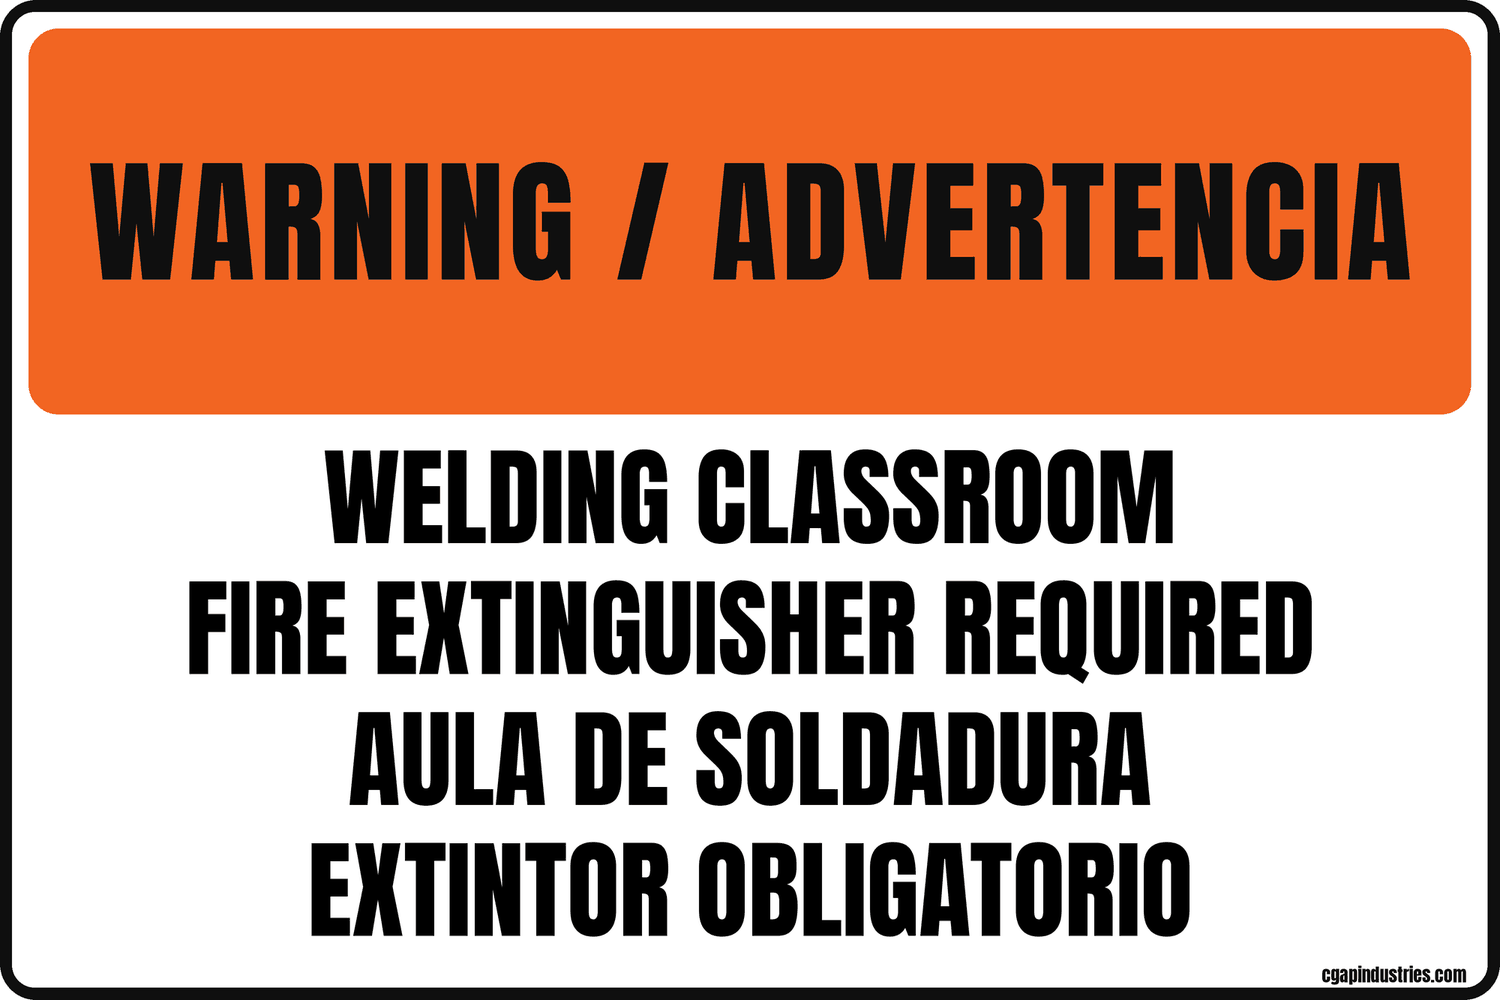 WARNING / ADVERTENCIA
WELDING CLASSROOM
FIRE EXTINGUISHER REQUIRED
AULA DE SOLDADURA
EXTINTOR OBLIGATORIO
cgapindustries.com